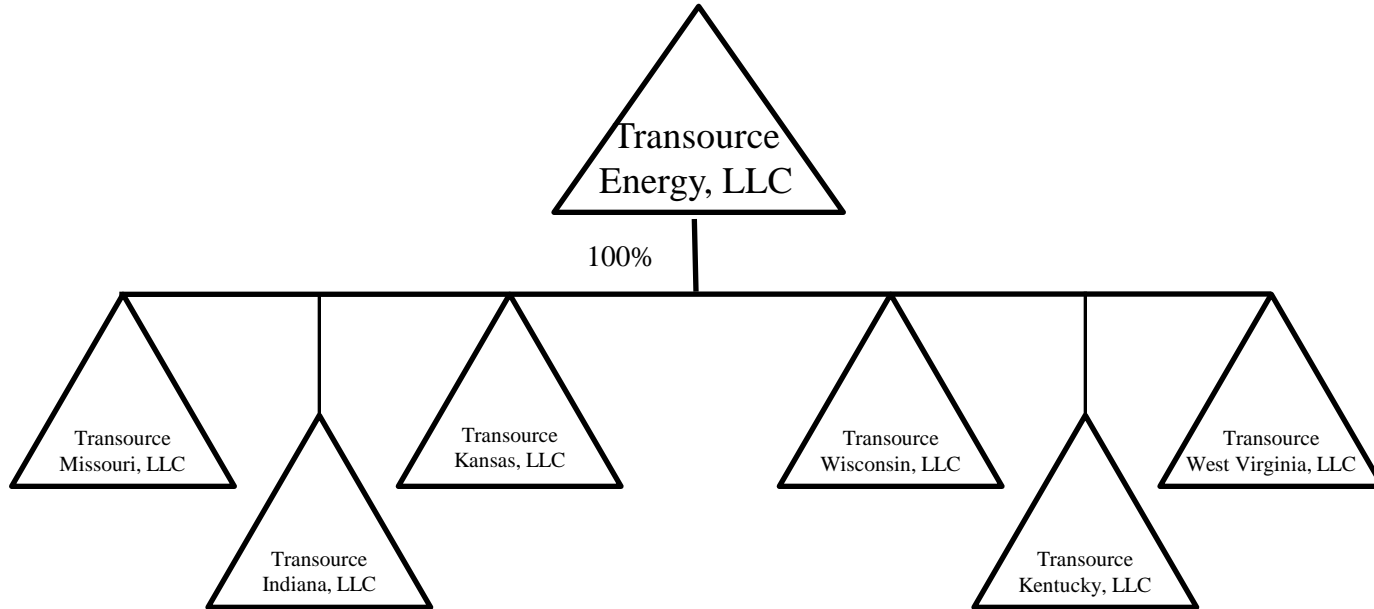 Transource
Energy, LLC
100%
Transource
Missouri, LLC
Transource
Indiana, LLC
Transource
Kansas, LLC
Transource
Wisconsin, LLC
Transource
Kentucky, LLC
Transource
West Virginia, LLC